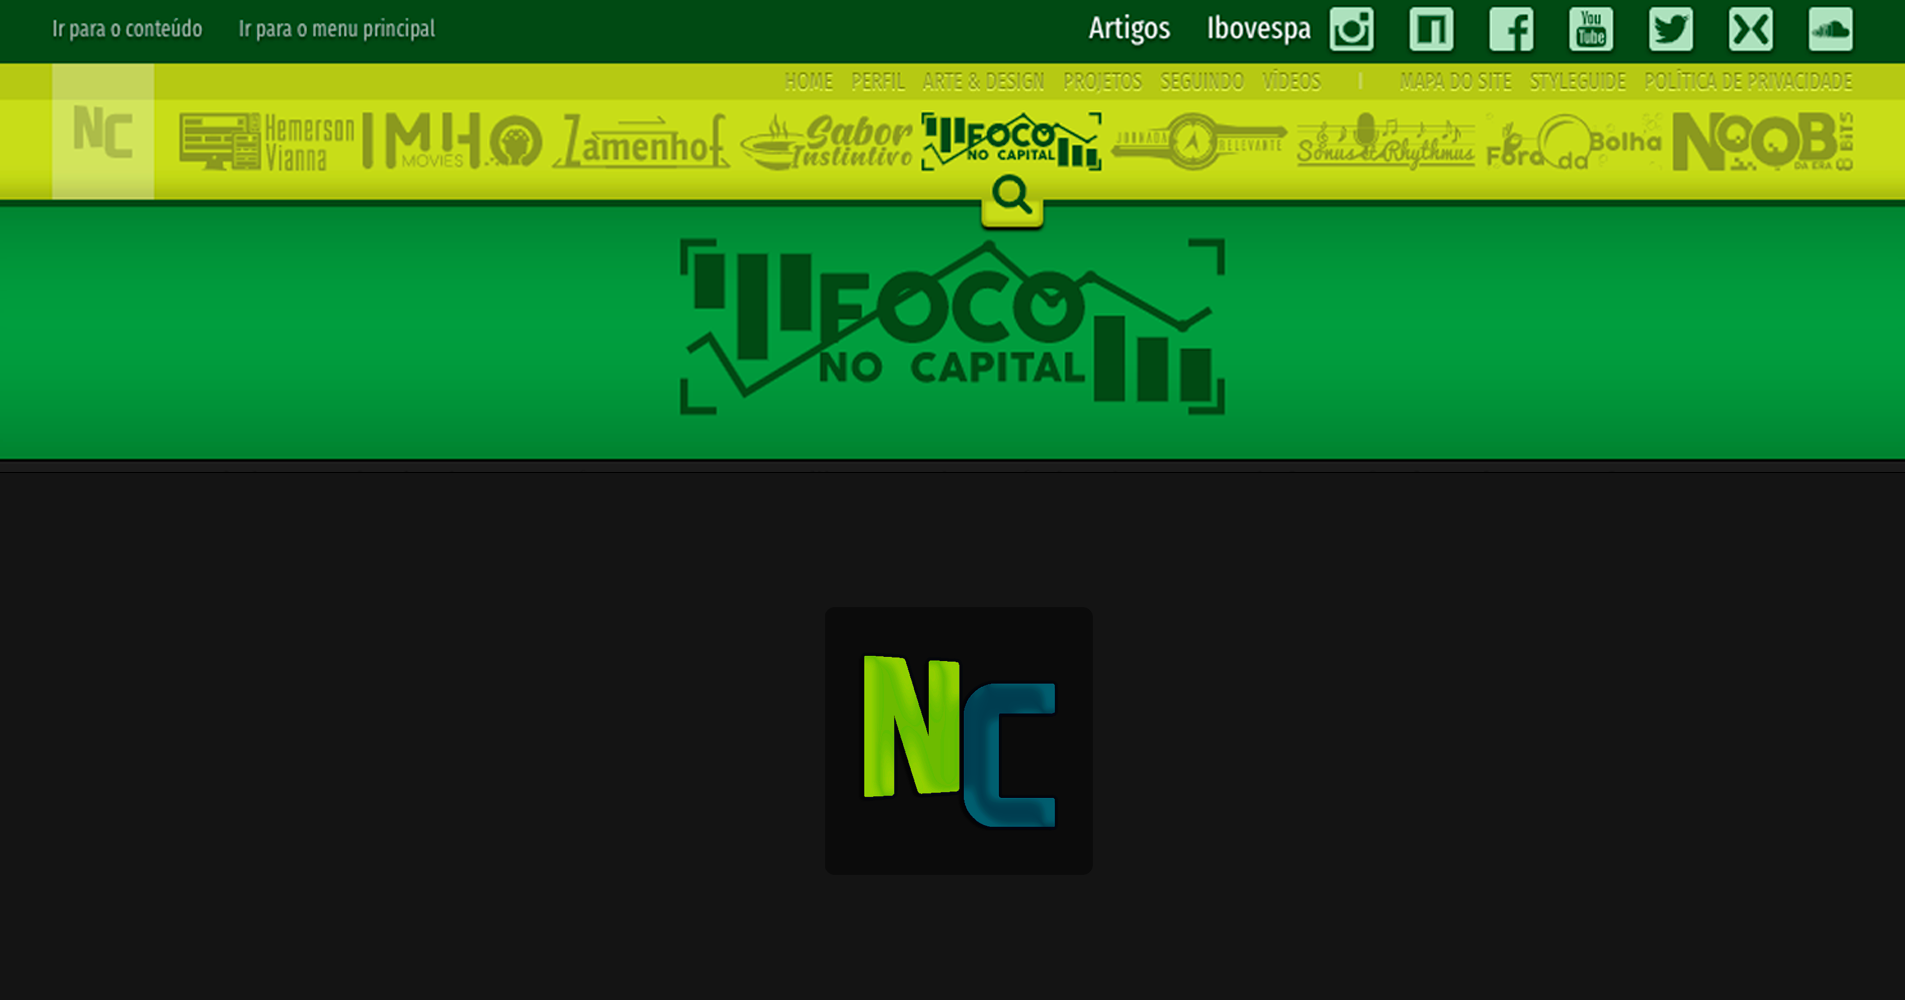 Ir para o conteúdo Ir para o menu principal Artigos Ibovespa You Tube
HOME PERFIL ARTE & DESIGN PROJETOS SEGUINDO VÍDEOS | MAPA DO SITE STYLEGUIDE POLÍTICA DE PRIVACIDADE
NC
Hemerson Vianna
IMHO MOVIES
Zamenhof
Sabor Instintivo
FOCO NO CAPITAL
JORNADA RELEVANTE
Sonus & Rhythmus
Fora da Bolha
NOOB DA ERA 8 BITS
FOCO
NO CAPITAL
NC